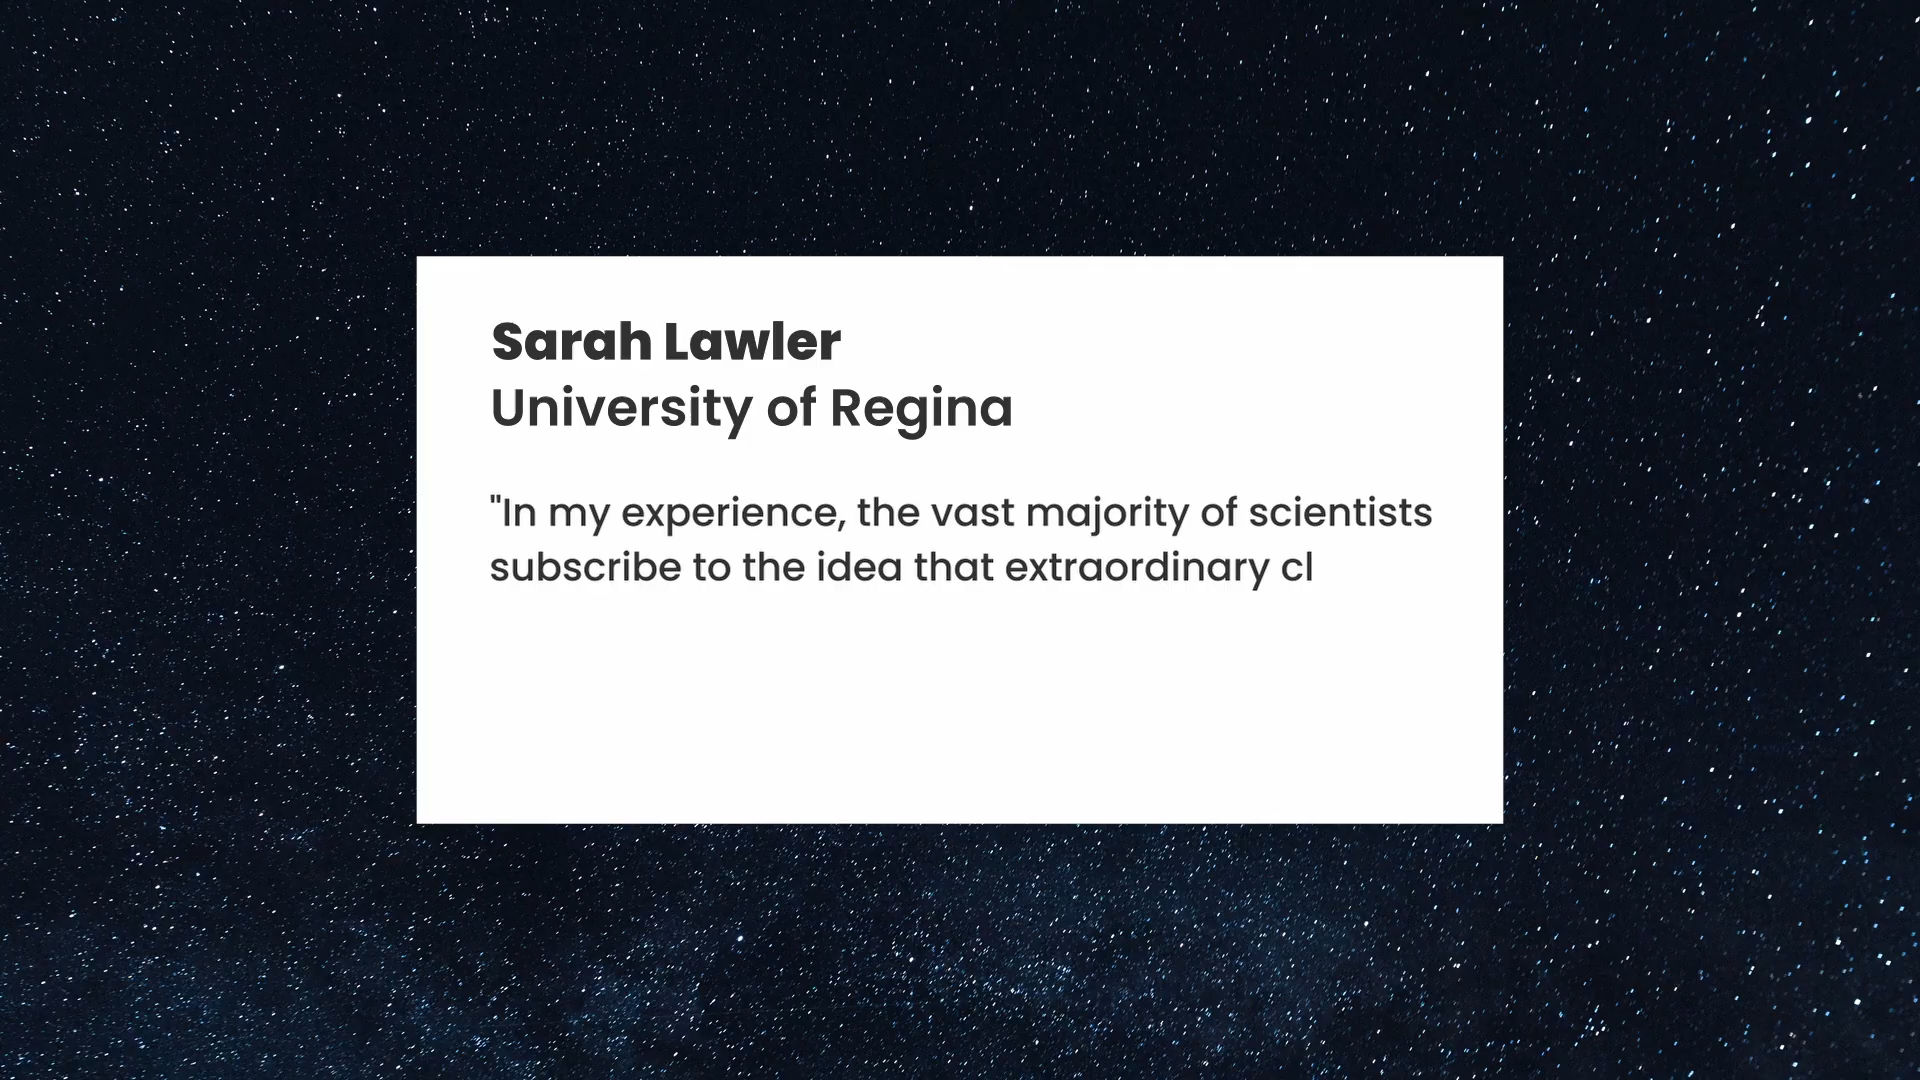 Sarah Lawler
University of Regina
"In my experience, the vast majority of scientists
subscribe to the idea that extraordinary cl